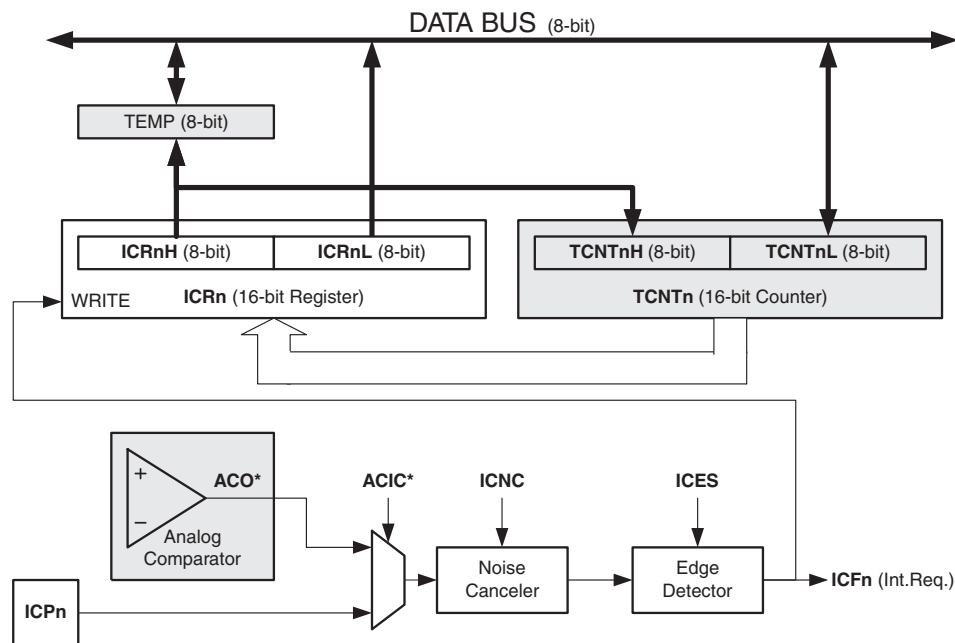 DATA BUS (8-bit)
TEMP (8-bit)
ICRnH (8-bit) ICRnL (8-bit)
WRITE ICRn (16-bit Register)
TCNTnH (8-bit) TCNTnL (8-bit)
TCNTn (16-bit Counter)
+
−
ACO*
Analog
Comparator
ACIC*
ICNC
ICES
Noise
Canceler
Edge
Detector
ICFn (Int.Req.)
ICPn